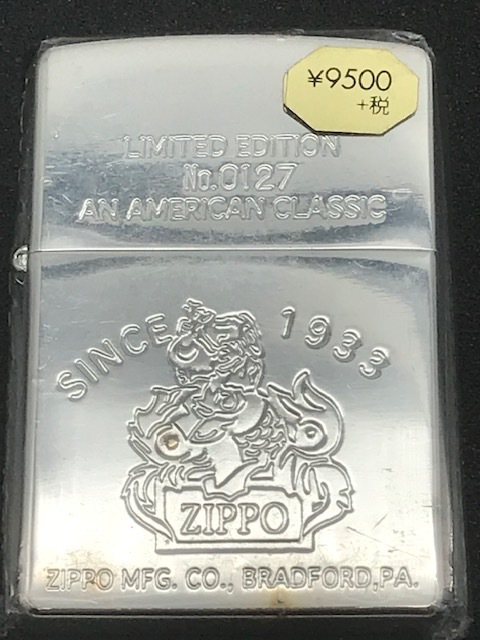 ¥9500
+税
LIMITED EDITION
No.0127
AN AMERICAN CLASSIC
SINCE 1933
ZIPPO
ZIPPO MFG. CO., BRADFORD,PA.